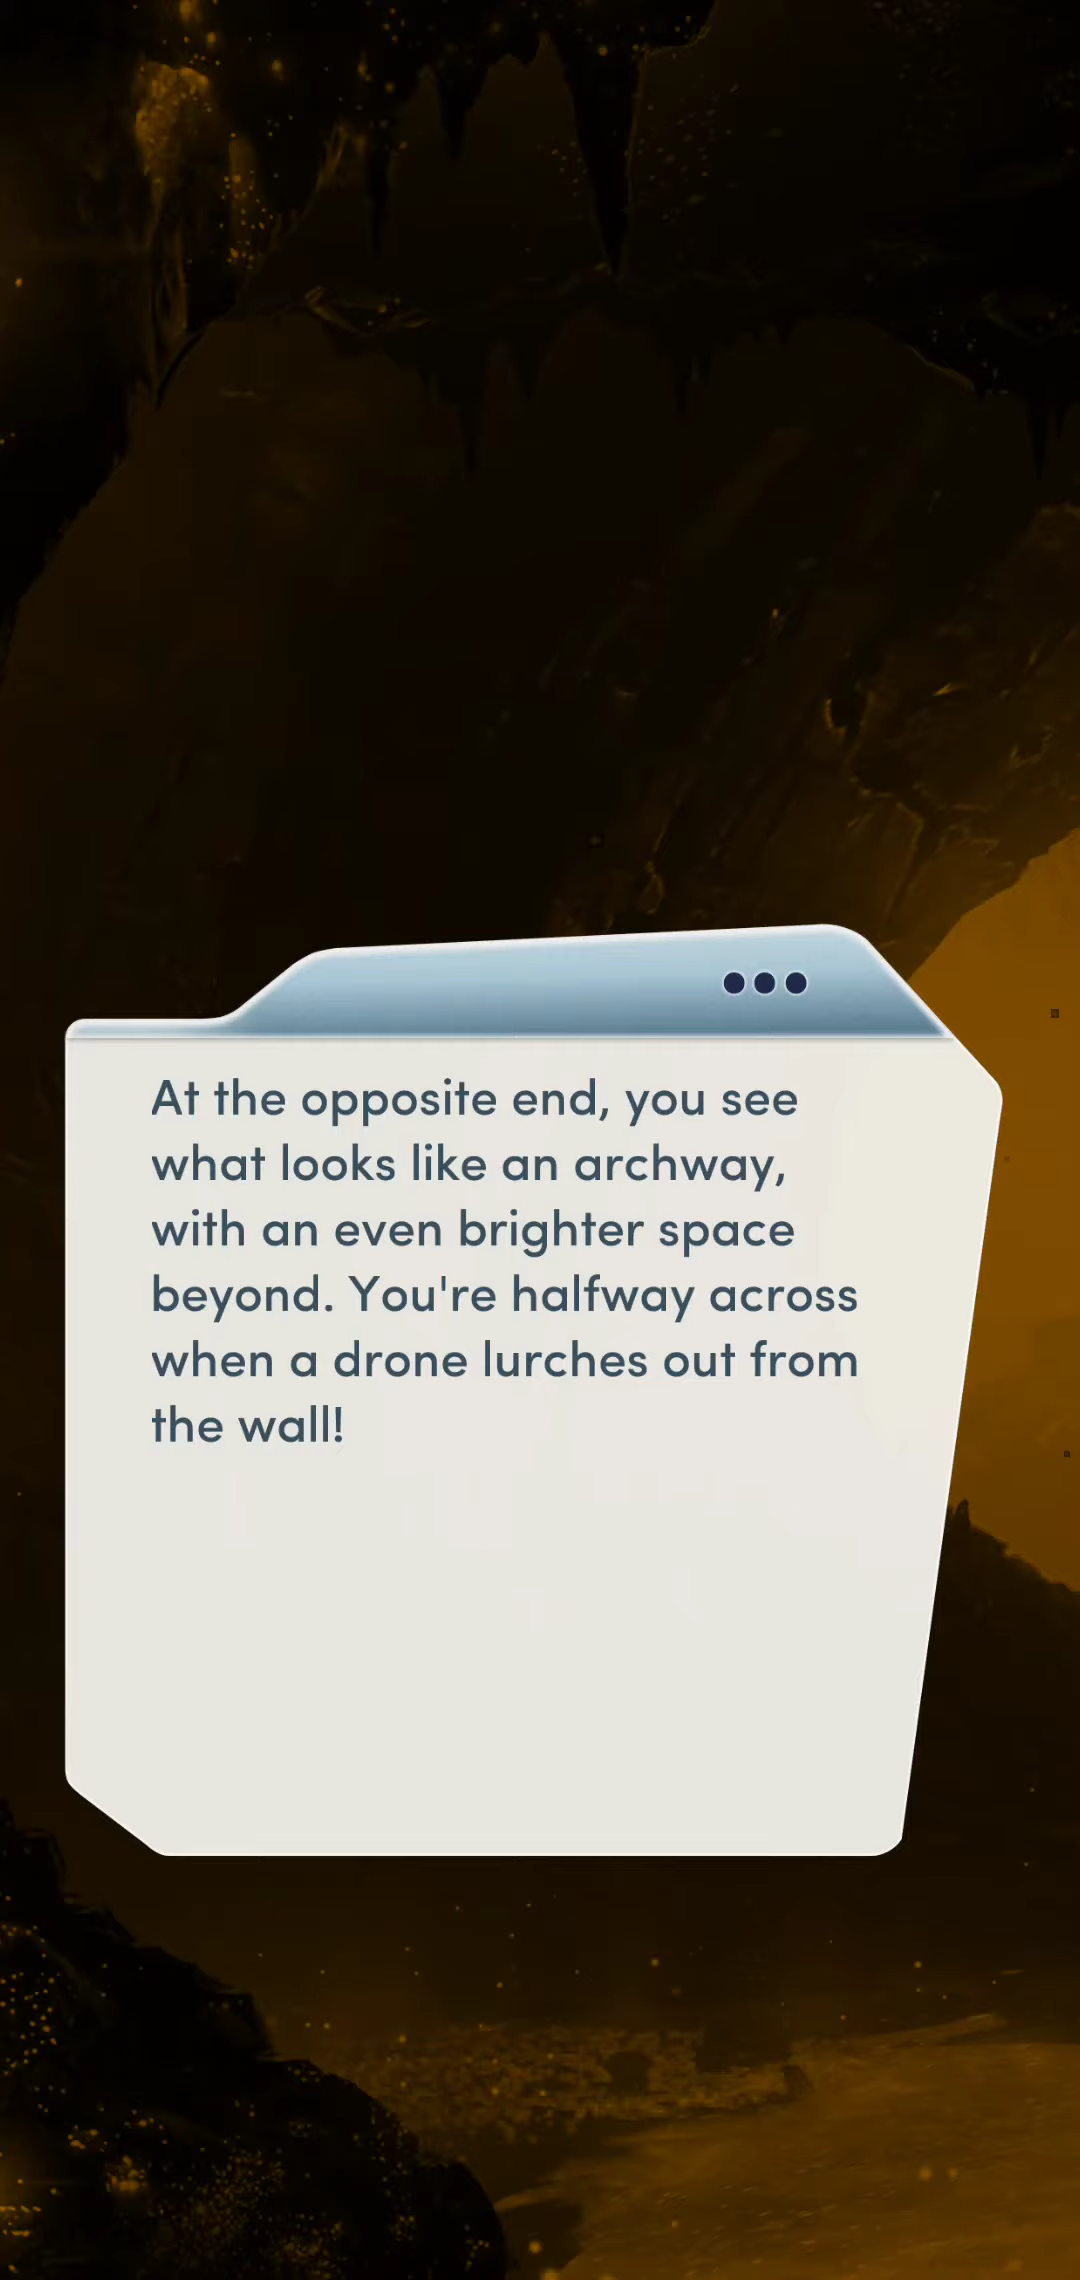 At the opposite end, you see
what looks like an archway,
with an even brighter space
beyond. You're halfway across
when a drone lurches out from
the wall!